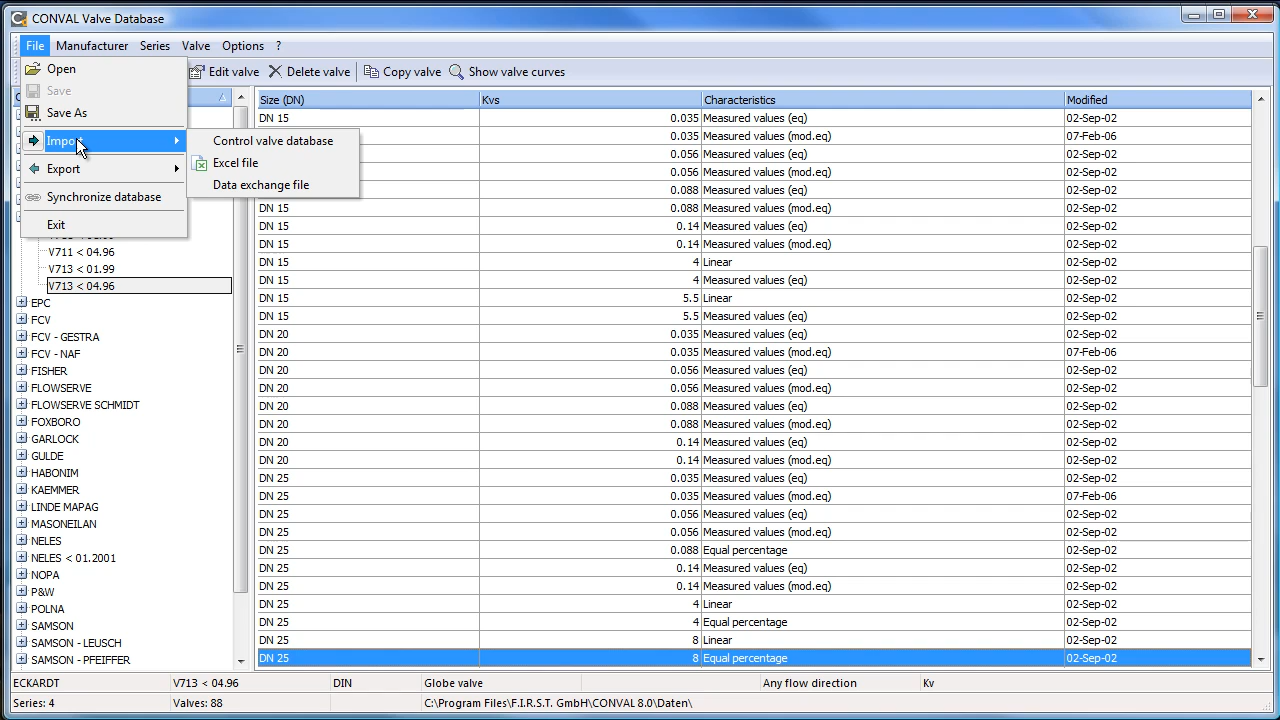 CONVAL Valve Database
File Manufacturer Series Valve Options ?
Edit valve Delete valve Copy valve Show valve curves
Open
Save
Save As
Import
Export
Synchronize database
Exit
Control valve database
Excel file
Data exchange file
V711 < 04.96
V713 < 01.99
V713 < 04.96
EPC
FCV
FCV - GESTRA
FCV - NAF
FISHER
FLOWSERVE
FLOWSERVE SCHMIDT
FOXBORO
GARLOCK
GULDE
HABONIM
KAEMMER
LINDE MAPAG
MASONEILAN
NELES
NELES < 01.2001
NOPA
P&W
POLNA
SAMSON
SAMSON - LEUSCH
SAMSON - PFEIFFER
Size (DN) Kvs Characteristics Modified
DN 15 0.035 Measured values (eq) 02-Sep-02
0.035 Measured values (mod.eq) 07-Feb-06
0.056 Measured values (eq) 02-Sep-02
0.056 Measured values (mod.eq) 02-Sep-02
0.088 Measured values (eq) 02-Sep-02
DN 15 0.088 Measured values (mod.eq) 02-Sep-02
DN 15 0.14 Measured values (eq) 02-Sep-02
DN 15 0.14 Measured values (mod.eq) 02-Sep-02
DN 15 4 Linear 02-Sep-02
DN 15 4 Measured values (eq) 02-Sep-02
DN 15 5.5 Linear 02-Sep-02
DN 15 5.5 Measured values (eq) 02-Sep-02
DN 20 0.035 Measured values (eq) 02-Sep-02
DN 20 0.035 Measured values (mod.eq) 07-Feb-06
DN 20 0.056 Measured values (eq) 02-Sep-02
DN 20 0.056 Measured values (mod.eq) 02-Sep-02
DN 20 0.088 Measured values (eq) 02-Sep-02
DN 20 0.088 Measured values (mod.eq) 02-Sep-02
DN 20 0.14 Measured values (eq) 02-Sep-02
DN 20 0.14 Measured values (mod.eq) 02-Sep-02
DN 25 0.035 Measured values (eq) 02-Sep-02
DN 25 0.035 Measured values (mod.eq) 07-Feb-06
DN 25 0.056 Measured values (eq) 02-Sep-02
DN 25 0.056 Measured values (mod.eq) 02-Sep-02
DN 25 0.088 Equal percentage 02-Sep-02
DN 25 0.14 Measured values (eq) 02-Sep-02
DN 25 0.14 Measured values (mod.eq) 02-Sep-02
DN 25 4 Linear 02-Sep-02
DN 25 4 Equal percentage 02-Sep-02
DN 25 8 Linear 02-Sep-02
DN 25 8 Equal percentage 02-Sep-02
ECKARDT V713 < 04.96 DIN Globe valve Any flow direction Kv
Series: 4 Valves: 88 C:\Program Files\F.I.R.S.T. GmbH\CONVAL 8.0\Daten\